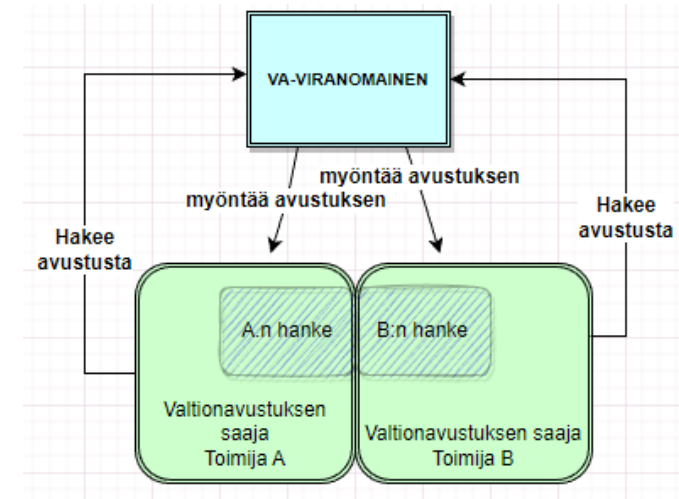 VA-VIRANOMAINEN
myöntää avustuksen
myöntää avustuksen
Hakee
avustusta
Hakee
avustusta
A.n hanke
B:n hanke
Valtionavustuksen
saaja
Toimija A
Valtionavustuksen saaja
Toimija B